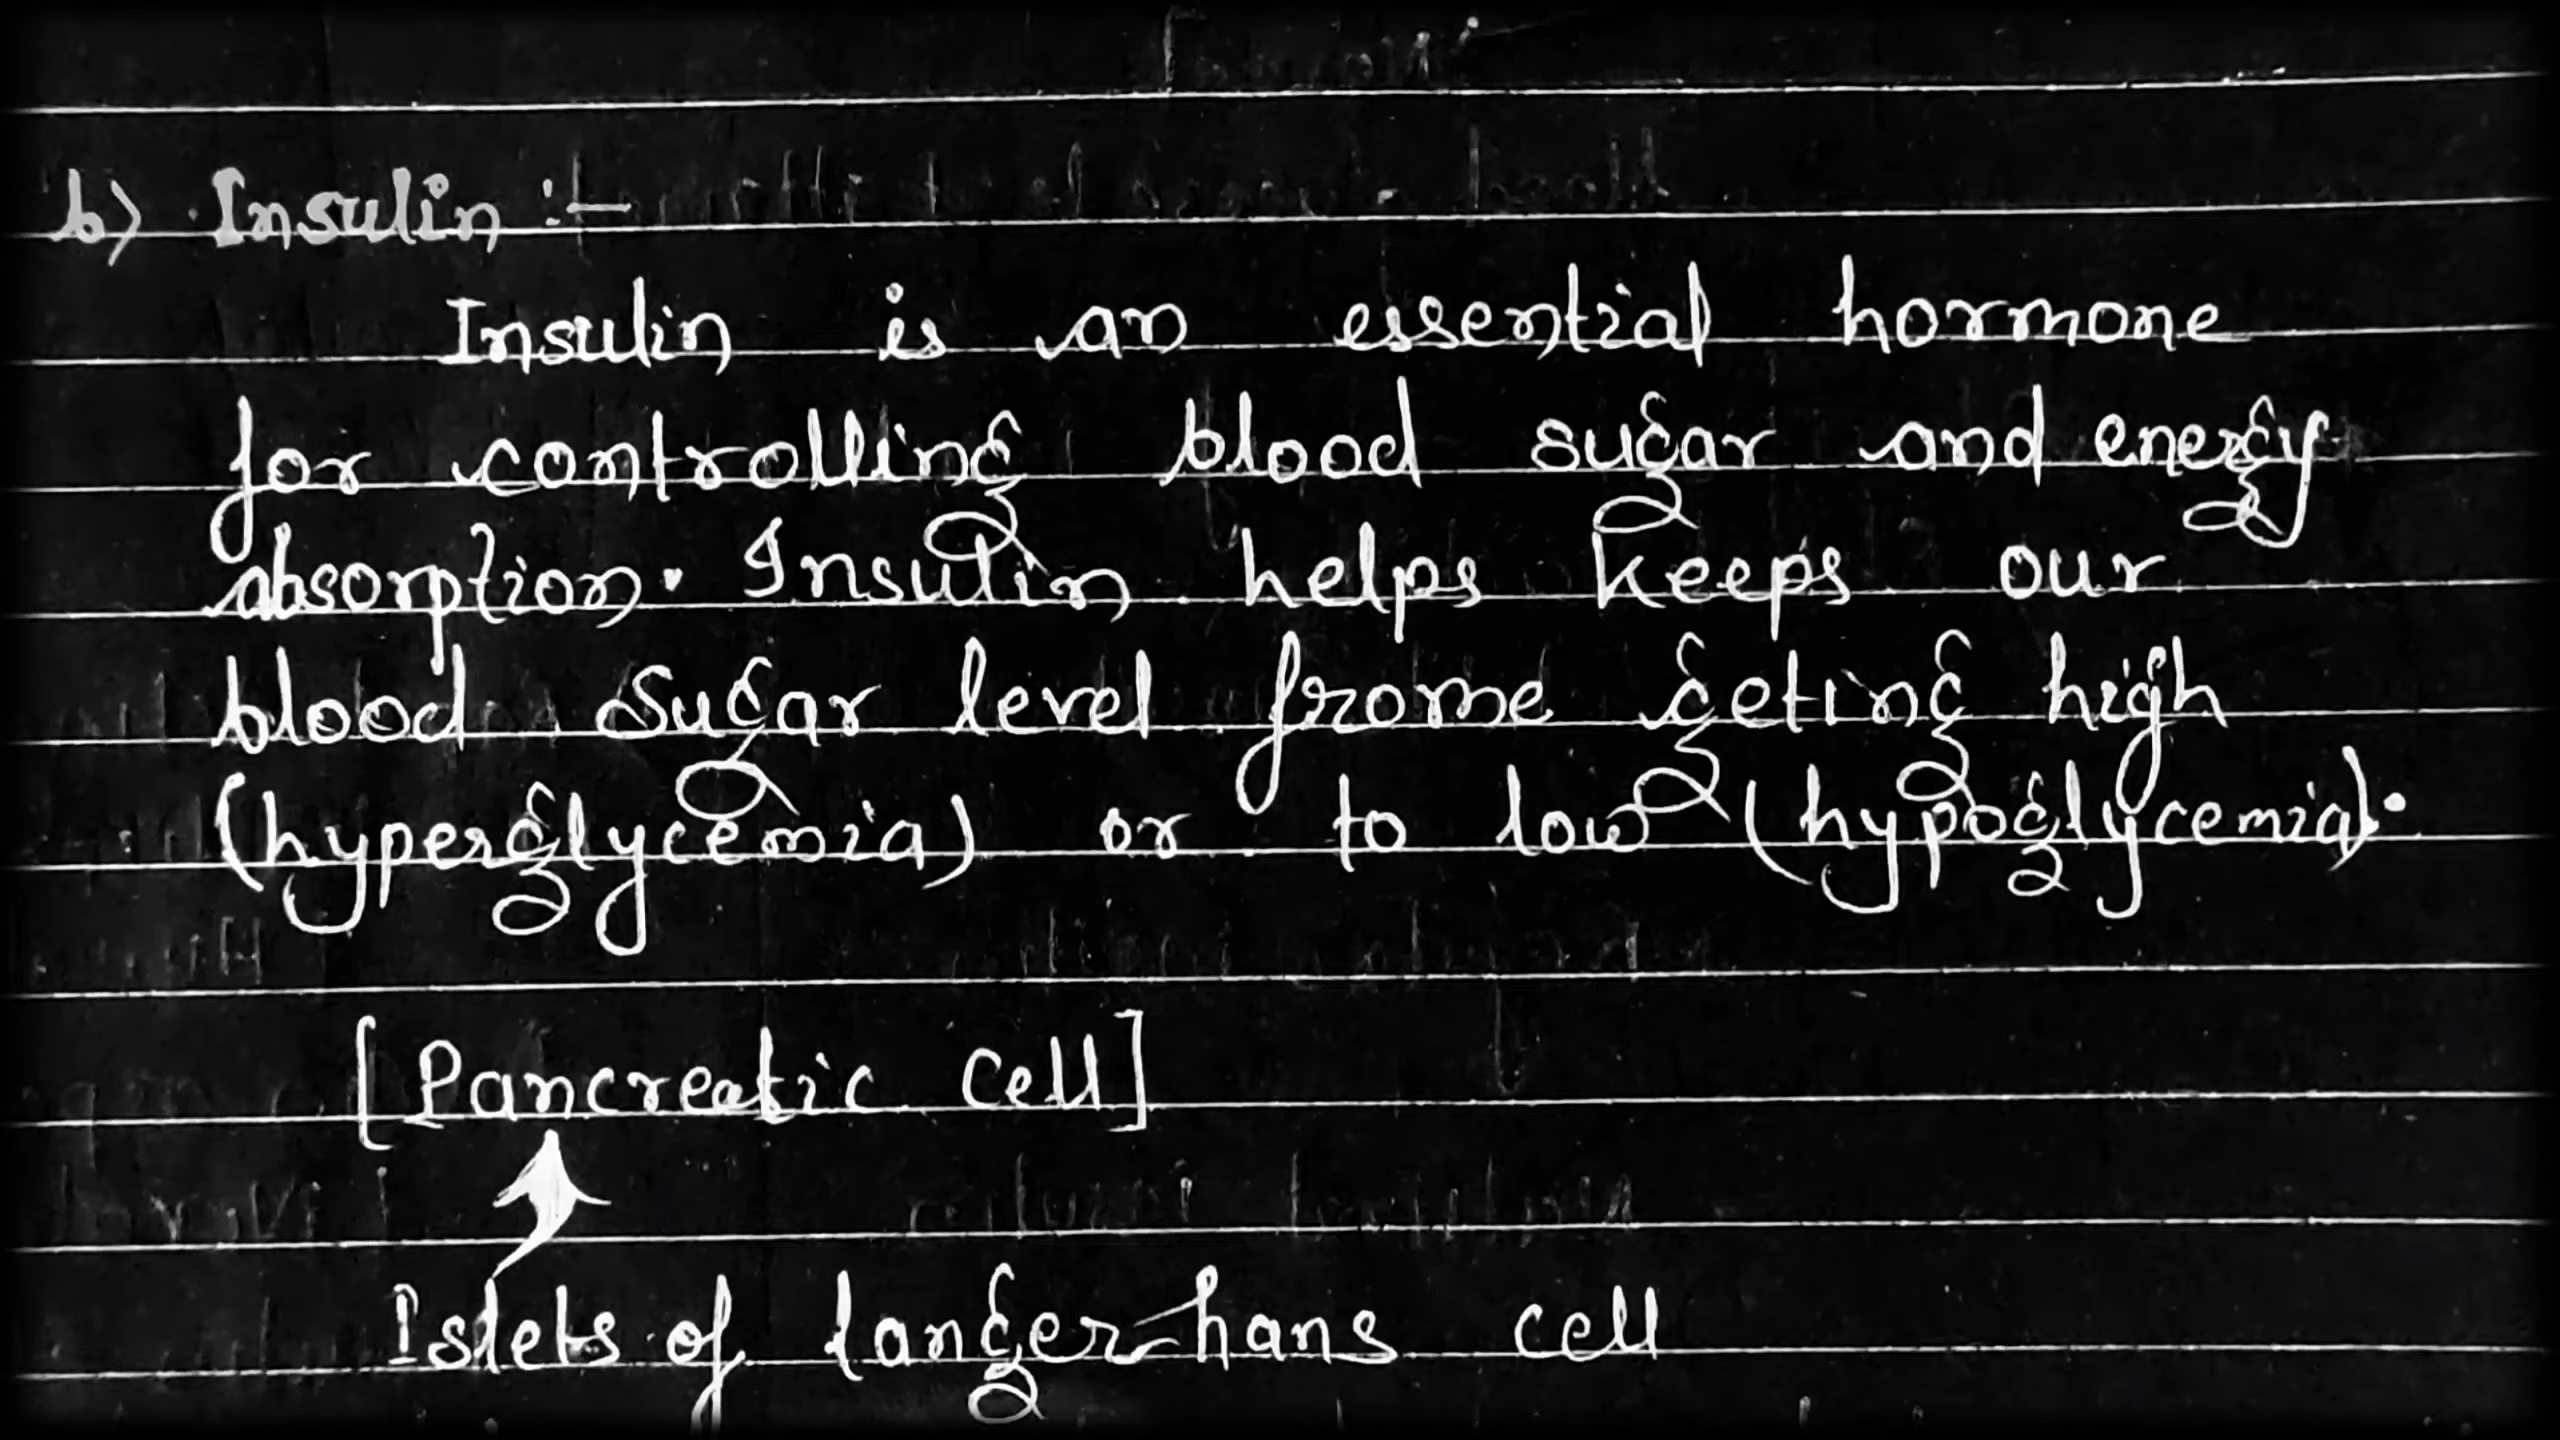 b) Insulin :-
Insulin is an essential hormone
for controlling blood sugar and energy
absorption. Insulin helps keeps our
blood sugar level frome geting high
(hyperglycemia) or to low (hypoglycemia).
[Pancreatic cell]
Islets of langer-hans cell